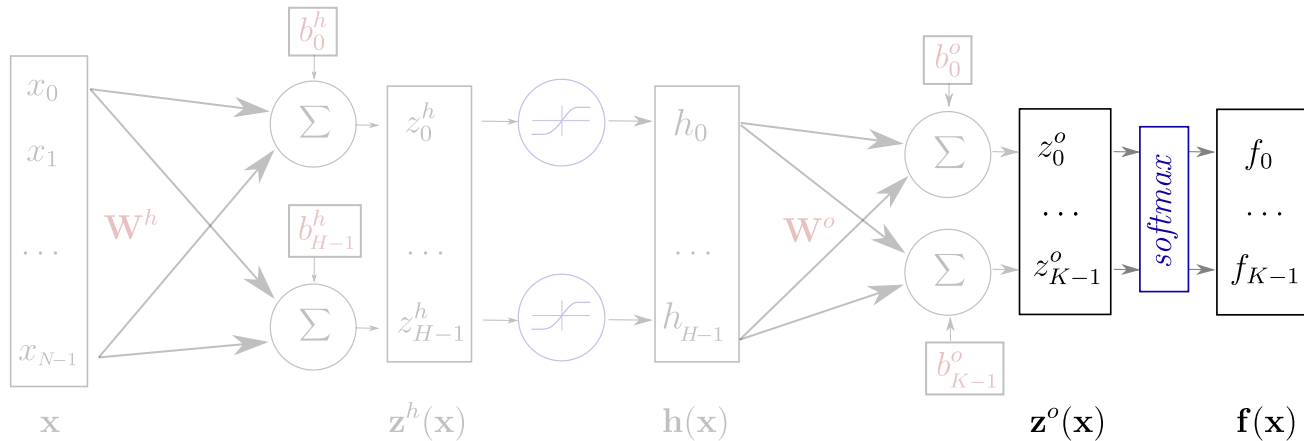 b_0^h
x_0
x_1
...
x_{N-1}
W^h
Σ
b_{H-1}^h
Σ
z_0^h
...
z_{H-1}^h
h_0
...
h_{H-1}
W^o
b_0^o
Σ
Σ
b_{K-1}^o
z_0^o
...
z_{K-1}^o
softmax
f_0
...
f_{K-1}
x z^h(x) h(x) z^o(x) f(x)